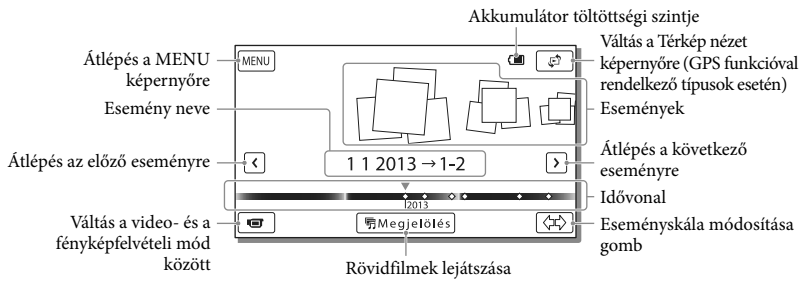 Akkumulátor töltöttségi szintje
Átlépés a MENU
képernyőre
Esemény neve
Átlépés az előző eseményre
Váltás a video- és a
fényképfelvételi mód
között
MENU
1 1 2013 →1-2
2013
Megjelölés
Rövidfilmek lejátszása
Váltás a Térkép nézet
képernyőre (GPS funkcióval
rendelkező típusok esetén)
Események
Átlépés a következő
eseményre
Idővonal
Eseményskála módosítása
gomb